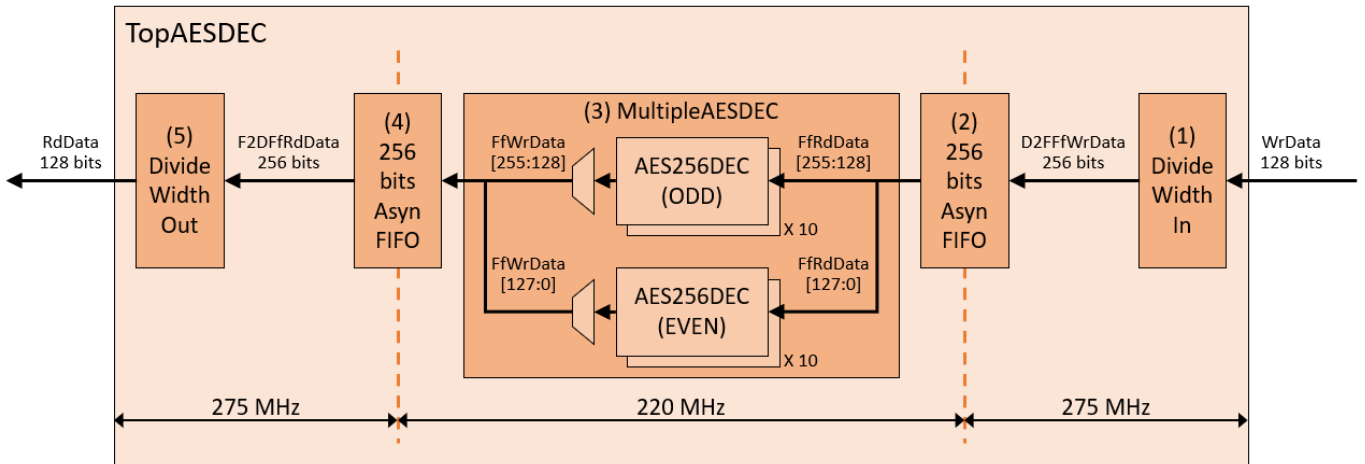 TopAESDEC
RdData
128 bits
(5)
Divide
Width
Out
F2DFfRdData
256 bits
(4)
256
bits
Asyn
FIFO
(3) MultipleAESDEC
FfWrData
[255:128]
AES256DEC
(ODD)
X 10
FfRdData
[255:128]
FfWrData
[127:0]
AES256DEC
(EVEN)
X 10
FfRdData
[127:0]
(2)
256
bits
Asyn
FIFO
D2FFfWrData
256 bits
(1)
Divide
Width
In
WrData
128 bits
275 MHz
220 MHz
275 MHz